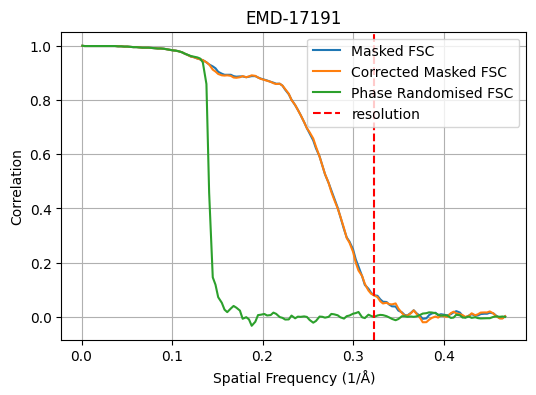 EMD-17191
Masked FSC
Corrected Masked FSC
Phase Randomised FSC
resolution
Correlation
1.0
0.8
0.6
0.4
0.2
0.0
0.0 0.1 0.2 0.3 0.4
Spatial Frequency (1/Å)